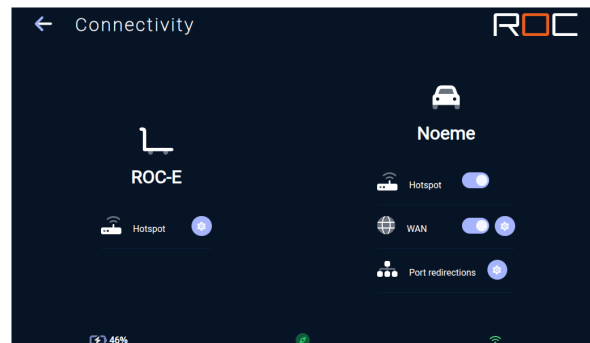 Connectivity
ROC
ROC-E
Hotspot
Noeme
Hotspot
WAN
Port redirections
46%